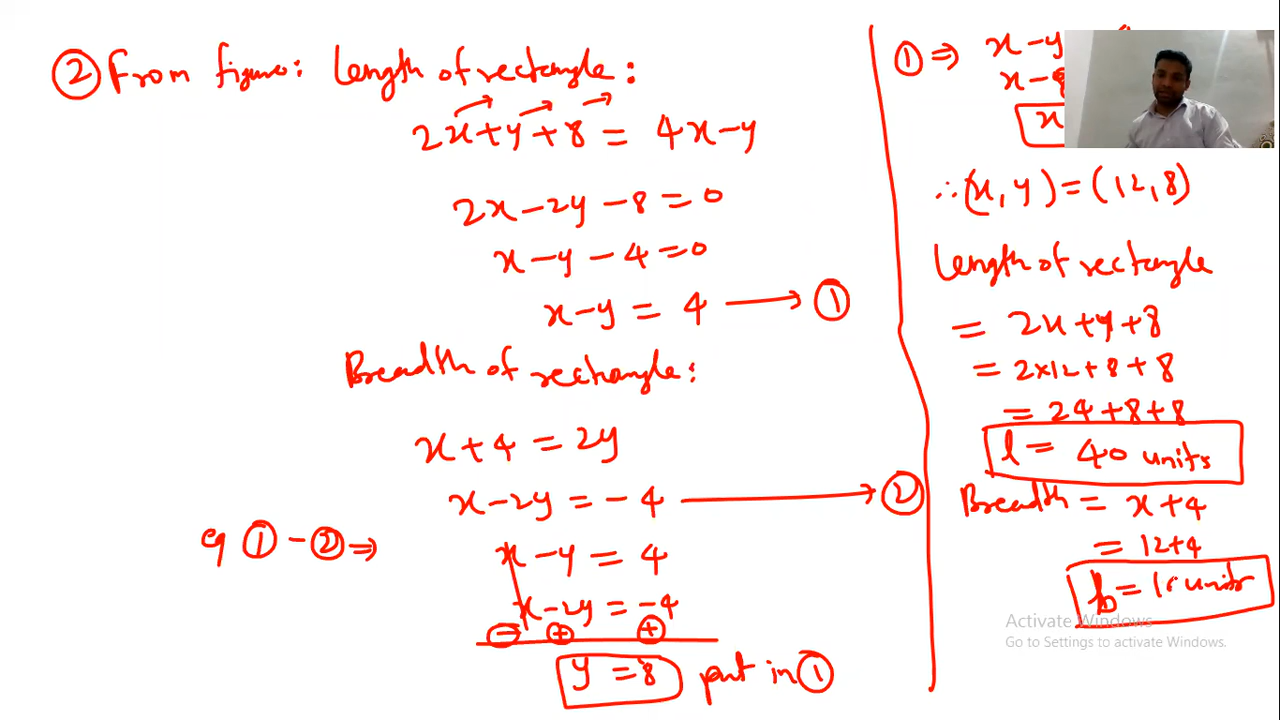 ② From figure: Length of rectangle:
2x+y+8 = 4x-y
2x-2y-8=0
x-y-4=0
x-y = 4 → ①
Breadth of rectangle:
x+4=2y
x-2y=-4 → ②
eq ①-②⇒
x-y = 4
x-2y=-4
⊖ ⊕ ⊕
y=8 put in ①
①⇒ x-y
x-8
x
∴(x, y)=(12,8)
Length of rectangle
= 2x+y+8
= 2×12+8+8
= 24+8+8
l= 40 units
Breadth = x+4
= 12+4
b= 16 units
Activate Windows
Go to Settings to activate Windows.